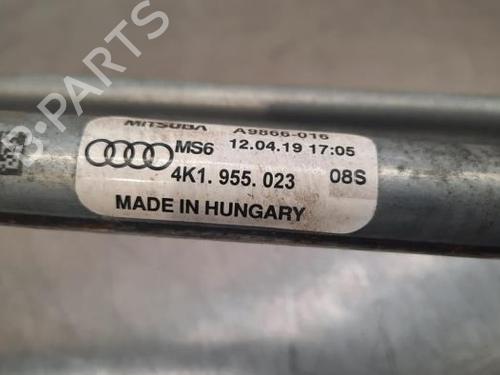 MITSUBA A9866-016
MS6 12.04.19 17:05
4K1.955.023 08S
MADE IN HUNGARY
B-PARTS